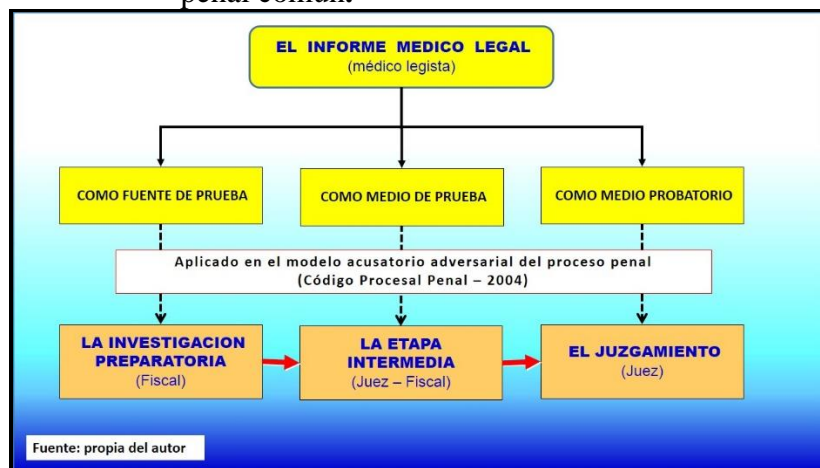 penal común.
EL INFORME MEDICO LEGAL
(médico legista)
COMO FUENTE DE PRUEBA
COMO MEDIO DE PRUEBA
COMO MEDIO PROBATORIO
Aplicado en el modelo acusatorio adversarial del proceso penal
(Código Procesal Penal – 2004)
LA INVESTIGACION
PREPARATORIA
(Fiscal)
LA ETAPA
INTERMEDIA
(Juez – Fiscal)
EL JUZGAMIENTO
(Juez)
Fuente: propia del autor